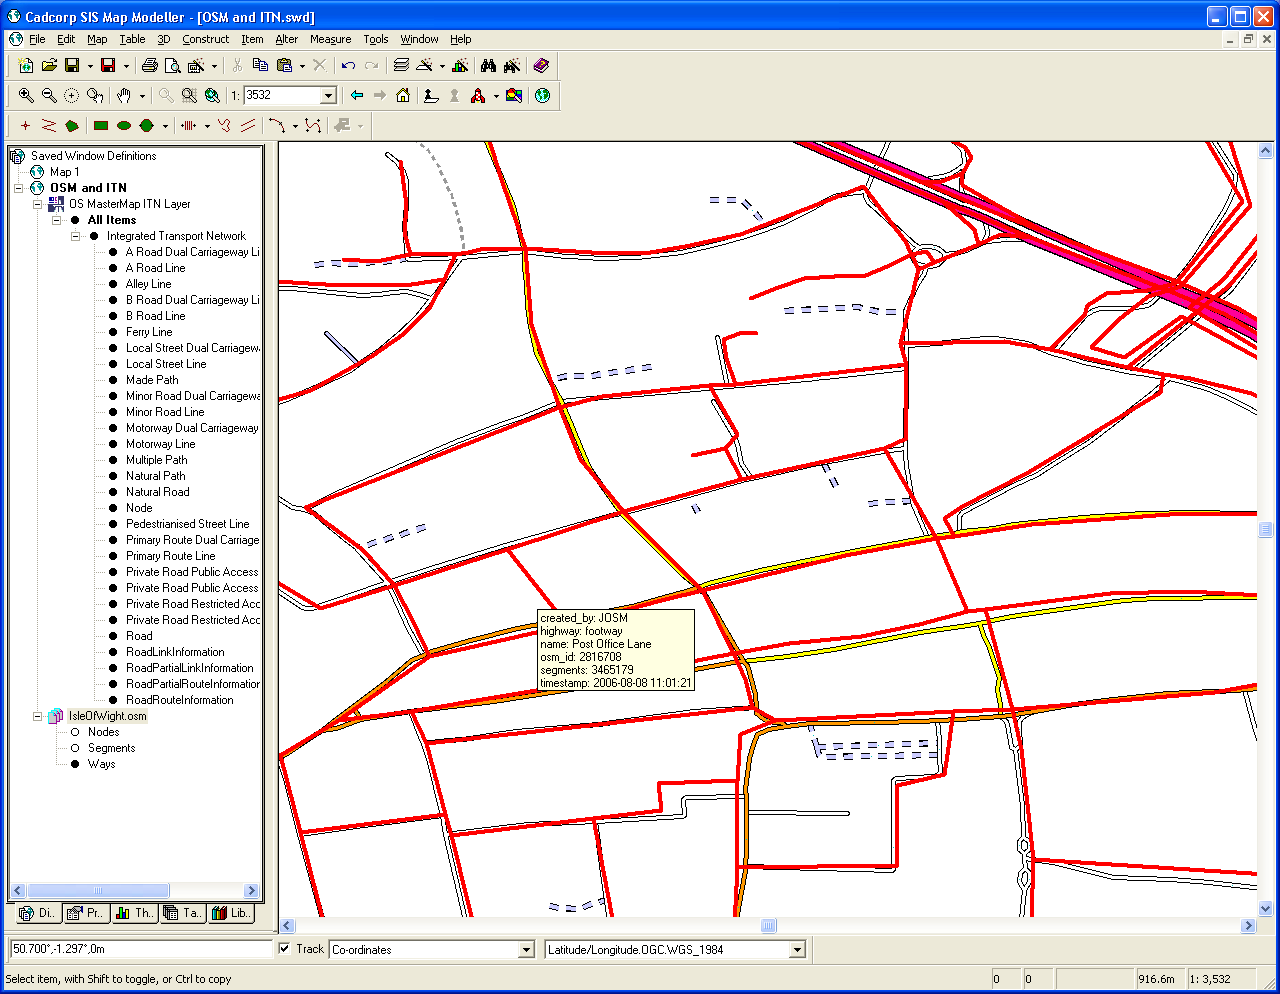 Cadcorp SIS Map Modeller - [OSM and ITN.swd]
File Edit Map Table 3D Construct Item Alter Measure Tools Window Help
1: 3532
Saved Window Definitions
Map 1
OSM and ITN
OS MasterMap ITN Layer
All Items
Integrated Transport Network
A Road Dual Carriageway Li
A Road Line
Alley Line
B Road Dual Carriageway Li
B Road Line
Ferry Line
Local Street Dual Carriagew
Local Street Line
Made Path
Minor Road Dual Carriagewa
Minor Road Line
Motorway Dual Carriageway
Motorway Line
Multiple Path
Natural Path
Natural Road
Node
Pedestrianised Street Line
Primary Route Dual Carriage
Primary Route Line
Private Road Public Access
Private Road Public Access
Private Road Restricted Acc
Private Road Restricted Acc
Road
RoadLinkInformation
RoadPartialLinkInformation
RoadPartialRouteInformation
RoadRouteInformation
IsleOfWight.osm
Nodes
Segments
Ways
created_by: JOSM
highway: footway
name: Post Office Lane
osm_id: 2816708
segments: 3465179
timestamp: 2006-08-08 11:01:21
Di.. Pr.. Th.. Ta.. Lib..
50.700°,-1.297°,0m Track Co-ordinates Latitude/Longitude.OGC.WGS_1984
Select item, with Shift to toggle, or Ctrl to copy 0 0 916.6m 1: 3,532